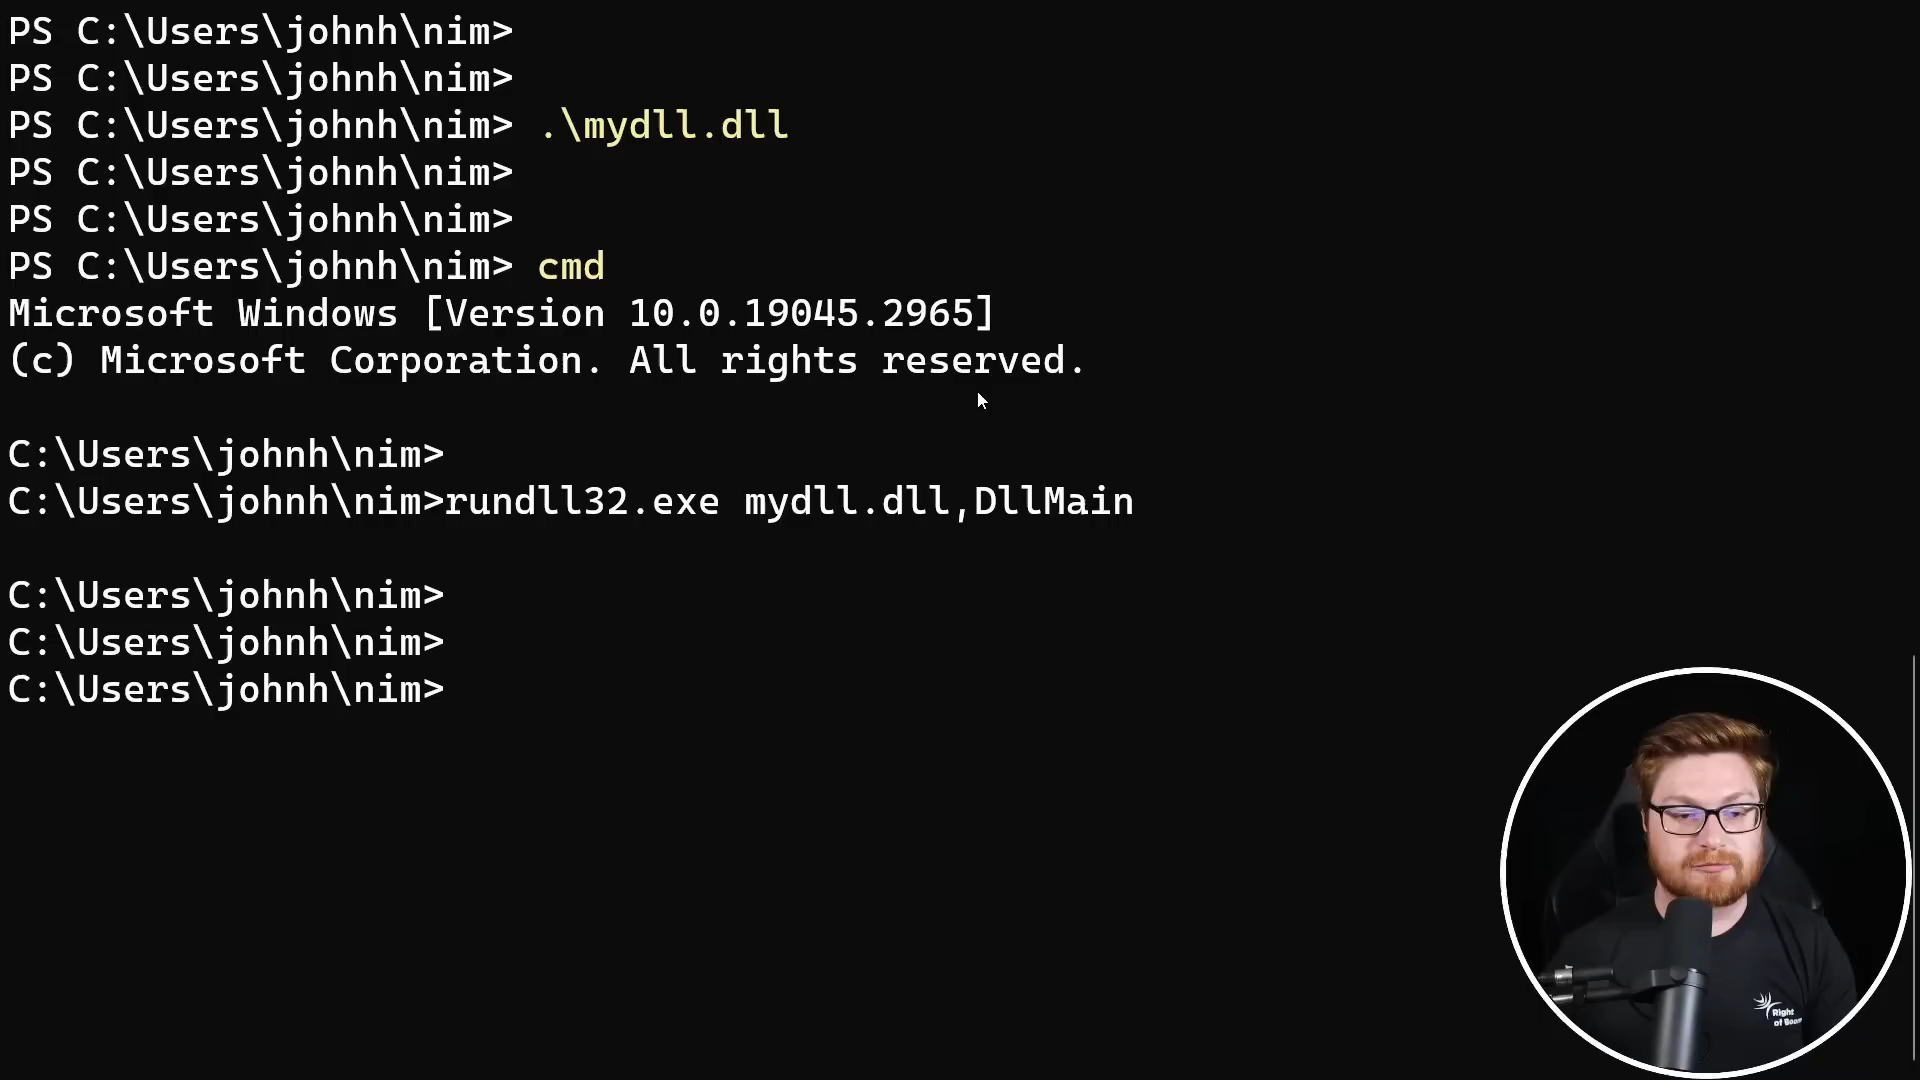 PS C:\Users\johnh\nim>
PS C:\Users\johnh\nim>
PS C:\Users\johnh\nim> .\mydll.dll
PS C:\Users\johnh\nim>
PS C:\Users\johnh\nim>
PS C:\Users\johnh\nim> cmd
Microsoft Windows [Version 10.0.19045.2965]
(c) Microsoft Corporation. All rights reserved.
C:\Users\johnh\nim>
C:\Users\johnh\nim>rundll32.exe mydll.dll,DllMain
C:\Users\johnh\nim>
C:\Users\johnh\nim>
C:\Users\johnh\nim>
Right
of Boom